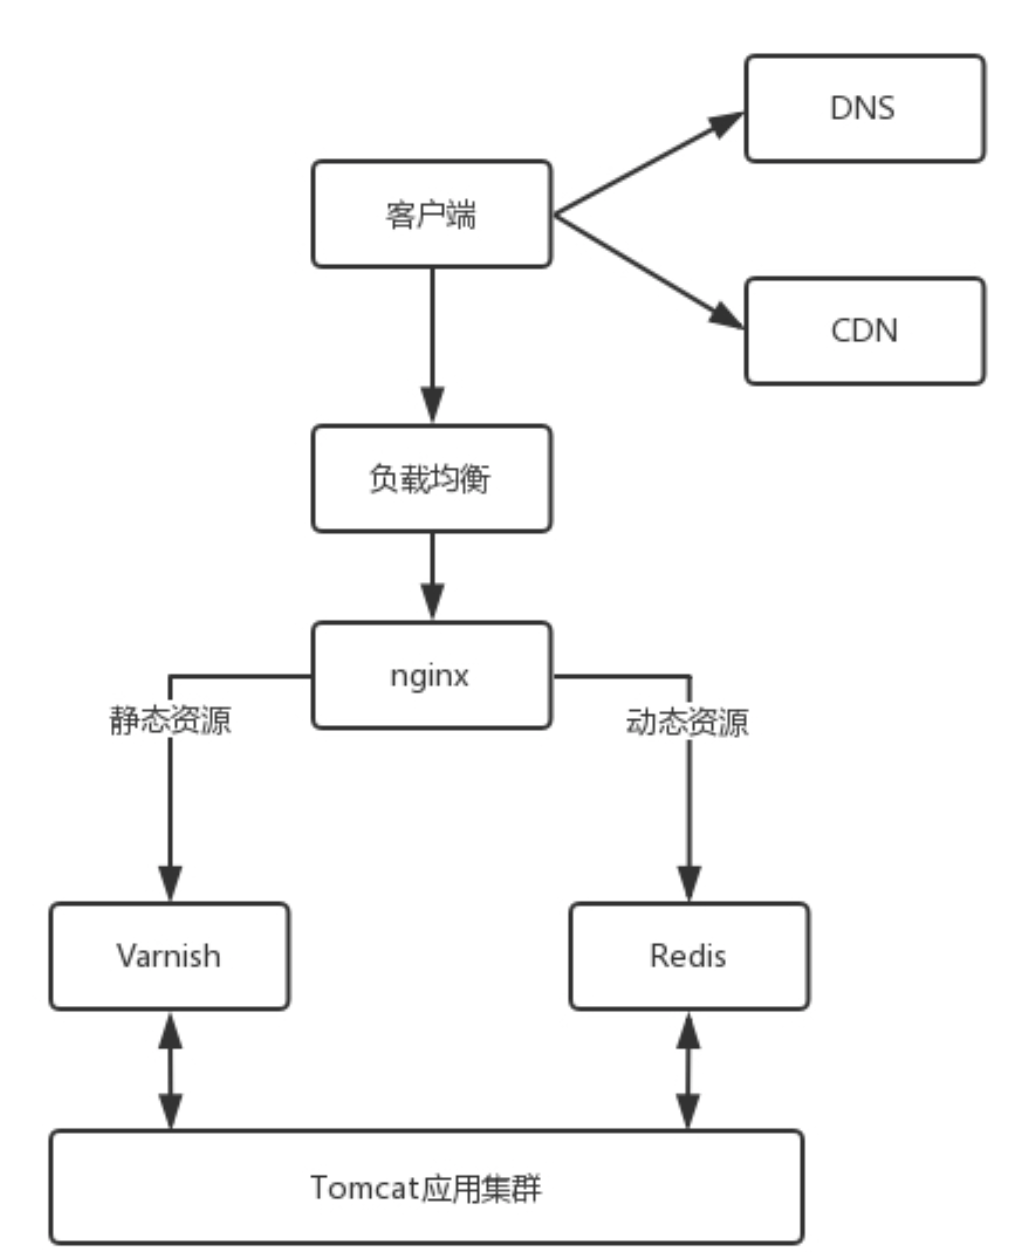 DNS
客户端
CDN
负载均衡
nginx
静态资源
动态资源
Varnish
Redis
Tomcat应用集群